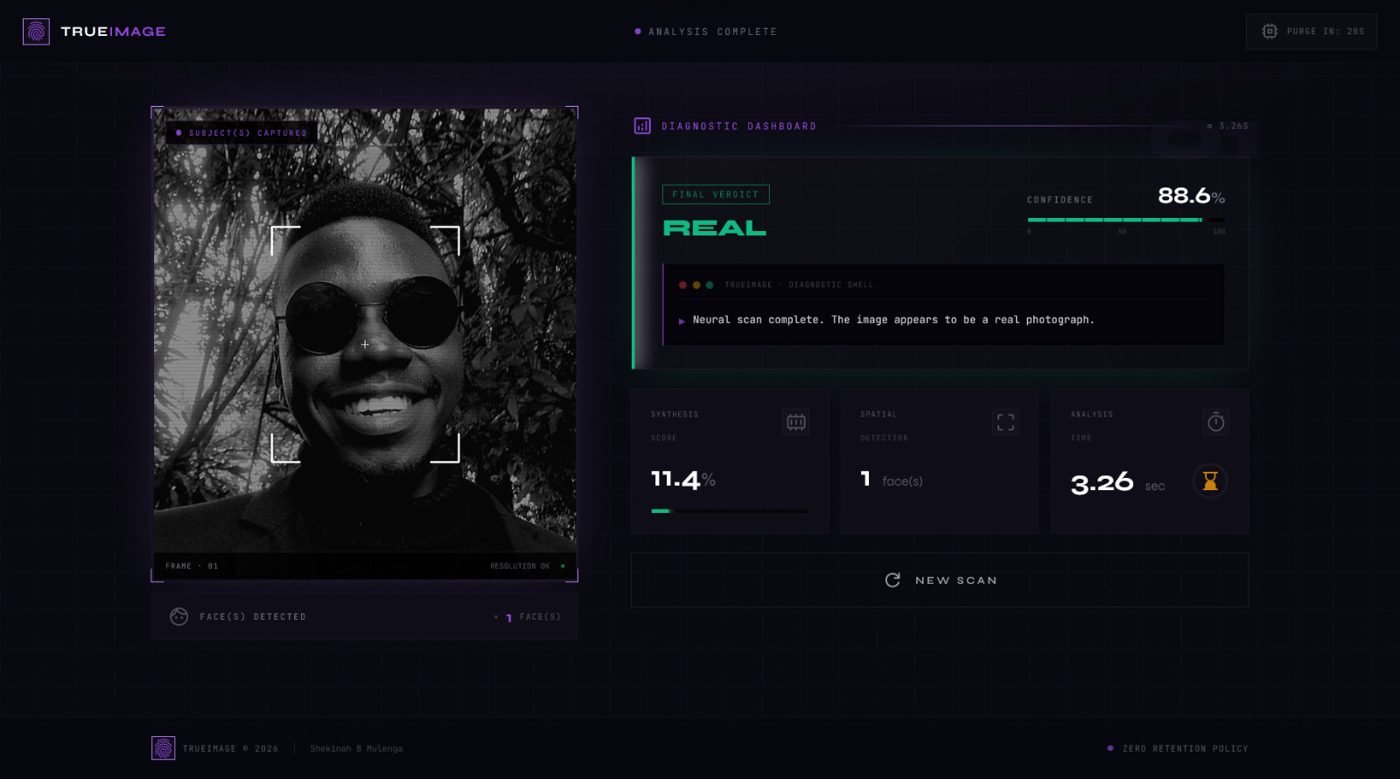 TRUEIMAGE
ANALYSIS COMPLETE
PURGE IN: 20S
SUBJECT(S) CAPTURED
DIAGNOSTIC DASHBOARD
3.26S
FINAL VERDICT
REAL
CONFIDENCE
88.6%
0 50 100
TRUEIMAGE · DIAGNOSTIC SHELL
▶ Neural scan complete. The image appears to be a real photograph.
SYNTHESIS
SCORE
11.4%
SPATIAL
DETECTION
1 face(s)
ANALYSIS
TIME
3.26 sec
FRAME · 01
RESOLUTION OK
NEW SCAN
FACE(S) DETECTED
× 1 FACE(S)
TRUEIMAGE © 2026
Shekinah B Mulenga
ZERO RETENTION POLICY